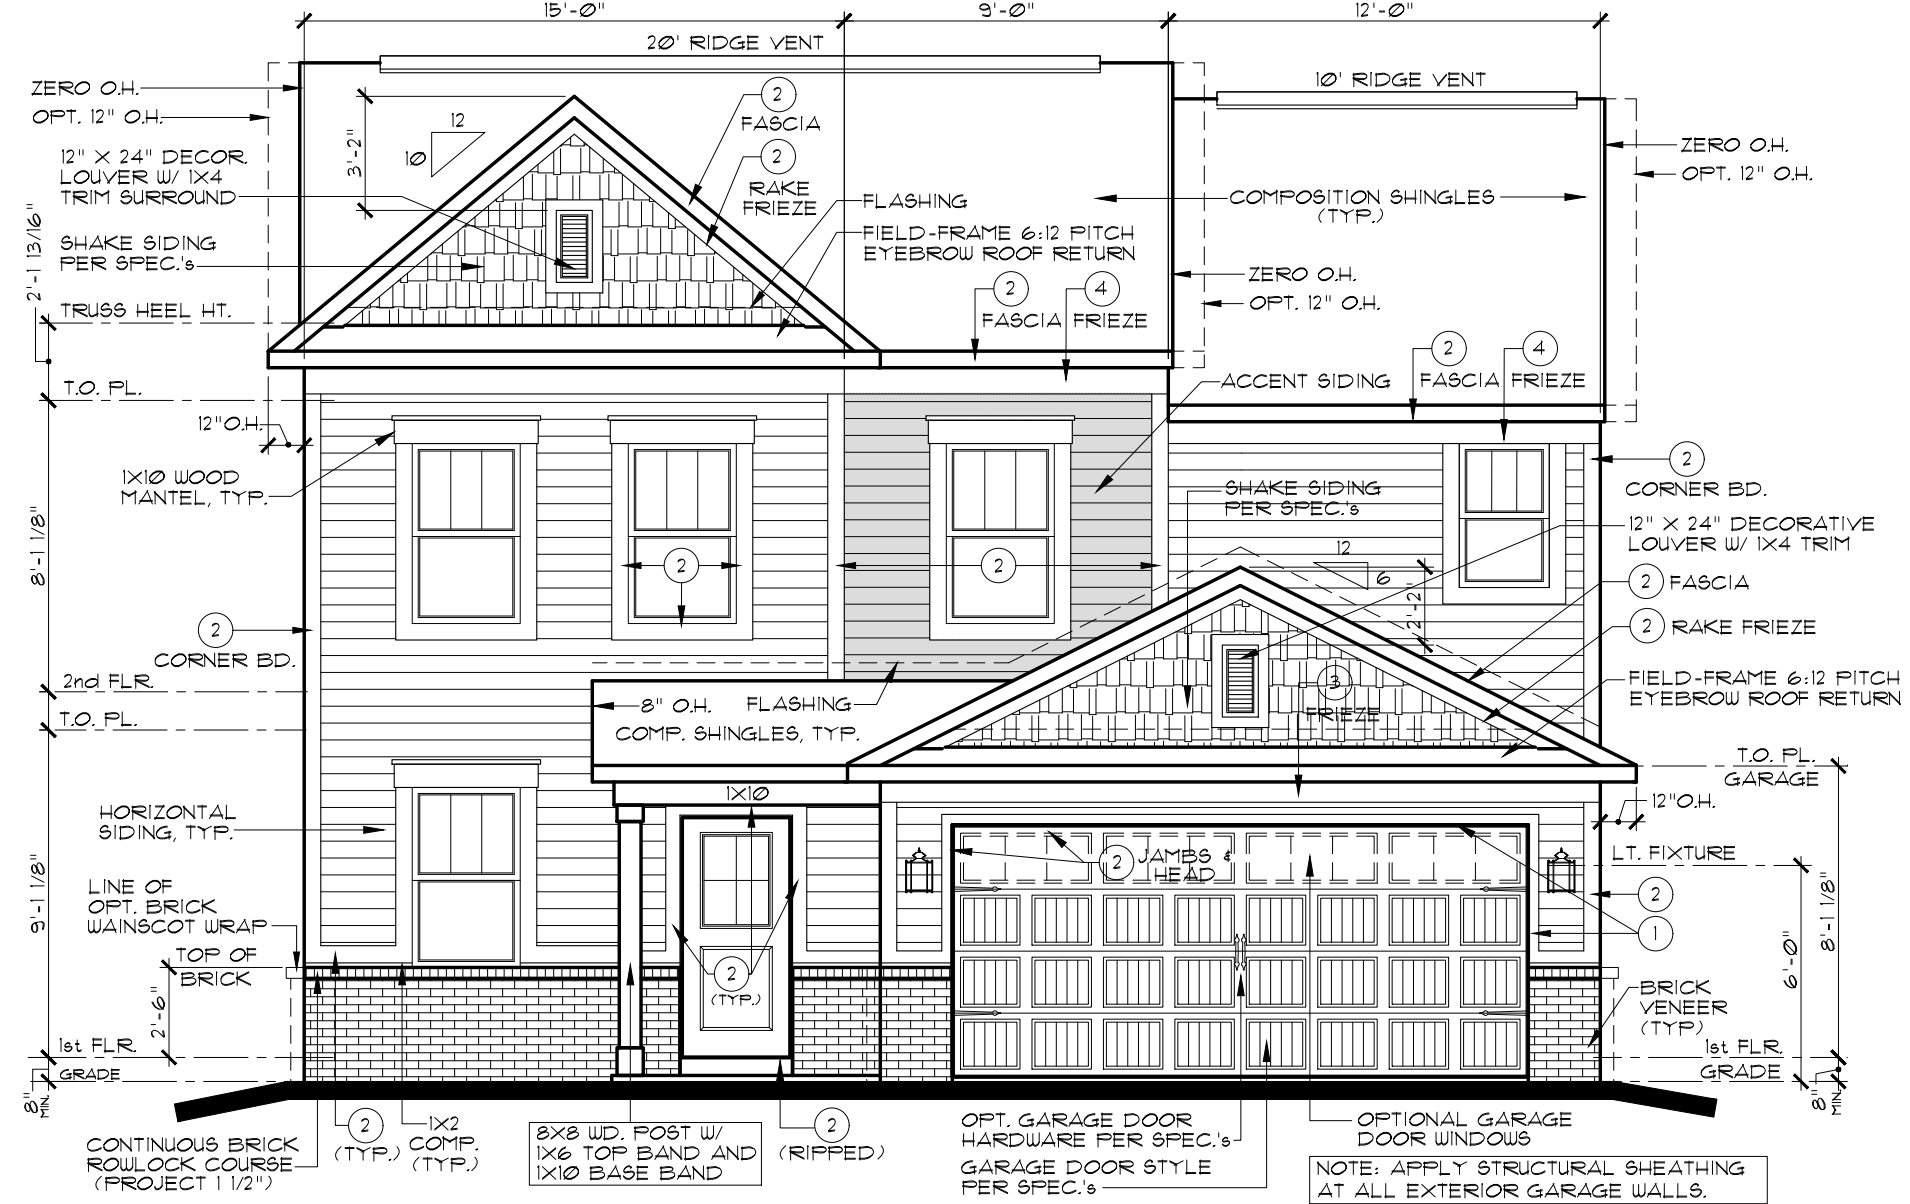 15'-0"
9'-0"
12'-0"
20' RIDGE VENT
10' RIDGE VENT
ZERO O.H.
OPT. 12" O.H.
12" X 24" DECOR.
LOUVER W/ 1X4
TRIM SURROUND
SHAKE SIDING
PER SPEC.'s
TRUSS HEEL HT.
2'-1 13/16"
T.O. PL.
12"O.H.
1X10 WOOD
MANTEL, TYP.
8'-1 1/8"
2
CORNER BD.
2nd FLR.
T.O. PL.
HORIZONTAL
SIDING, TYP.
9'-1 1/8"
LINE OF
OPT. BRICK
WAINSCOT WRAP
TOP OF
BRICK
2'-6"
1st FLR.
GRADE
8"
MIN.
3'-2"
12
10
2
FASCIA
2
RAKE
FRIEZE
FLASHING
FIELD-FRAME 6:12 PITCH
EYEBROW ROOF RETURN
2
FASCIA
4
FRIEZE
COMPOSITION SHINGLES
(TYP.)
ZERO O.H.
OPT. 12" O.H.
ZERO O.H.
OPT. 12" O.H.
ACCENT SIDING
2
FASCIA
4
FRIEZE
2
CORNER BD.
SHAKE SIDING
PER SPEC.'s
12" X 24" DECORATIVE
LOUVER W/ 1X4 TRIM
12
6
2'-2"
2
FASCIA
2
RAKE FRIEZE
2
2
3
FRIEZE
FIELD-FRAME 6:12 PITCH
EYEBROW ROOF RETURN
8" O.H.
FLASHING
COMP. SHINGLES, TYP.
T.O. PL.
GARAGE
12"O.H.
1X10
2
JAMBS &
HEAD
LT. FIXTURE
2
1
8'-1 1/8"
6'-0"
2
(TYP.)
BRICK
VENEER
(TYP)
1st FLR.
GRADE
8"
MIN.
CONTINUOUS BRICK
ROWLOCK COURSE
(PROJECT 1 1/2")
2
(TYP.)
1X2
COMP.
(TYP.)
8X8 WD. POST W/
1X6 TOP BAND AND
1X10 BASE BAND
2
(RIPPED)
OPT. GARAGE DOOR
HARDWARE PER SPEC.'s
GARAGE DOOR STYLE
PER SPEC.'s
OPTIONAL GARAGE
DOOR WINDOWS
NOTE: APPLY STRUCTURAL SHEATHING
AT ALL EXTERIOR GARAGE WALLS.